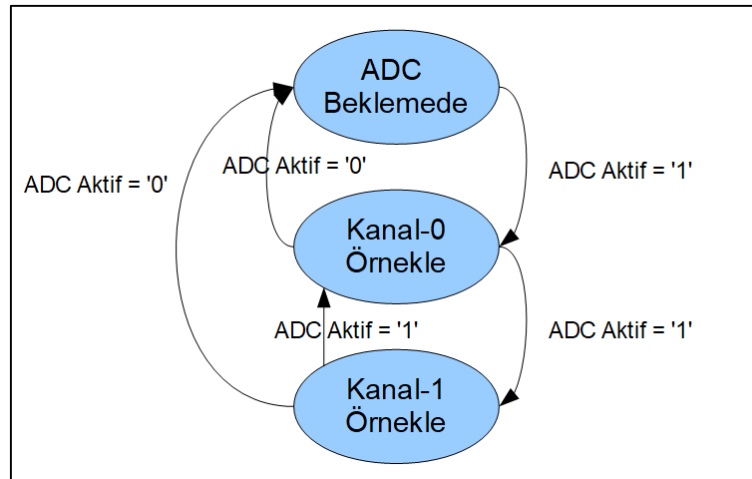 ADC
Beklemede
ADC Aktif = '0'
ADC Aktif = '0'
ADC Aktif = '1'
Kanal-0
Örnekle
ADC Aktif = '1'
ADC Aktif = '1'
Kanal-1
Örnekle